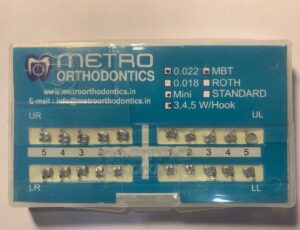 METRO
ORTHODONTICS
www.metroorthodontics.in
E-mail : info@metroorthodontics.in
0.022 MBT
0.018 ROTH
Mini STANDARD
3,4,5 W/Hook
UR UL
5 4 3 2 1 1 2 3 4 5
LR LL